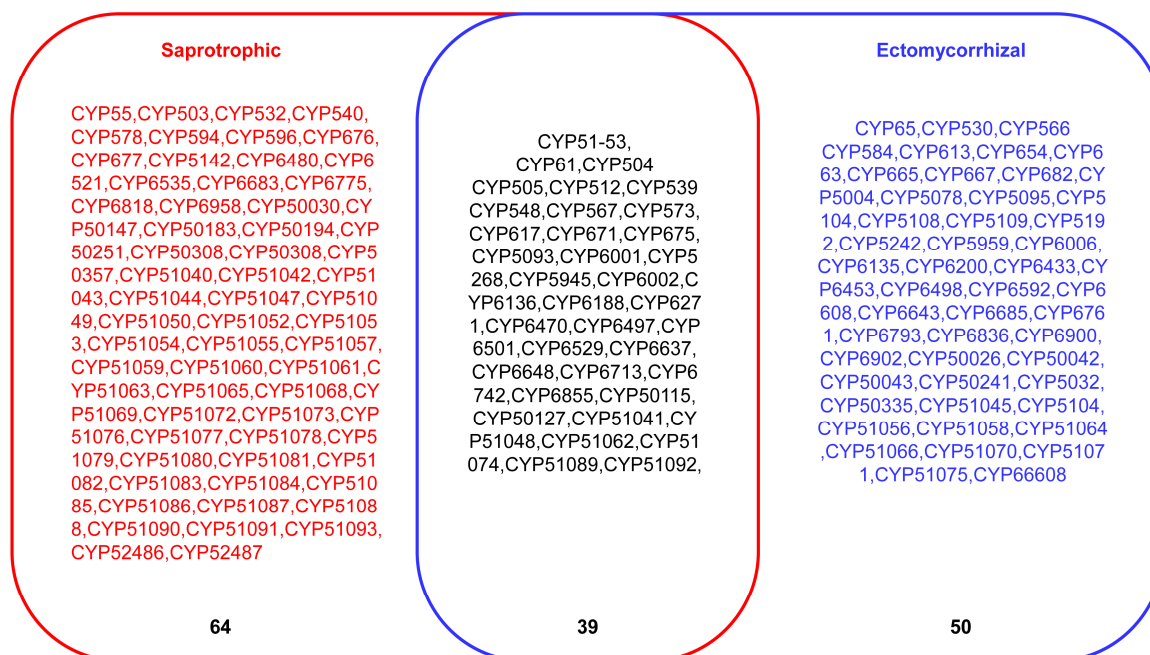 Saprotrophic
CYP55,CYP503,CYP532,CYP540,
CYP578,CYP594,CYP596,CYP676,
CYP677,CYP5142,CYP6480,CYP6
521,CYP6535,CYP6683,CYP6775,
CYP6818,CYP6958,CYP50030,CY
P50147,CYP50183,CYP50194,CYP
50251,CYP50308,CYP50308,CYP5
0357,CYP51040,CYP51042,CYP51
043,CYP51044,CYP51047,CYP510
49,CYP51050,CYP51052,CYP5105
3,CYP51054,CYP51055,CYP51057,
CYP51059,CYP51060,CYP51061,C
YP51063,CYP51065,CYP51068,CY
P51069,CYP51072,CYP51073,CYP
51076,CYP51077,CYP51078,CYP5
1079,CYP51080,CYP51081,CYP51
082,CYP51083,CYP51084,CYP510
85,CYP51086,CYP51087,CYP5108
8,CYP51090,CYP51091,CYP51093,
CYP52486,CYP52487
64
CYP51-53,
CYP61,CYP504
CYP505,CYP512,CYP539
CYP548,CYP567,CYP573,
CYP617,CYP671,CYP675,
CYP5093,CYP6001,CYP5
268,CYP5945,CYP6002,C
YP6136,CYP6188,CYP627
1,CYP6470,CYP6497,CYP
6501,CYP6529,CYP6637,
CYP6648,CYP6713,CYP6
742,CYP6855,CYP50115,
CYP50127,CYP51041,CY
P51048,CYP51062,CYP51
074,CYP51089,CYP51092,
39
Ectomycorrhizal
CYP65,CYP530,CYP566
CYP584,CYP613,CYP654,CYP6
63,CYP665,CYP667,CYP682,CY
P5004,CYP5078,CYP5095,CYP5
104,CYP5108,CYP5109,CYP519
2,CYP5242,CYP5959,CYP6006,
CYP6135,CYP6200,CYP6433,CY
P6453,CYP6498,CYP6592,CYP6
608,CYP6643,CYP6685,CYP676
1,CYP6793,CYP6836,CYP6900,
CYP6902,CYP50026,CYP50042,
CYP50043,CYP50241,CYP5032,
CYP50335,CYP51045,CYP5104,
CYP51056,CYP51058,CYP51064
,CYP51066,CYP51070,CYP5107
1,CYP51075,CYP66608
50